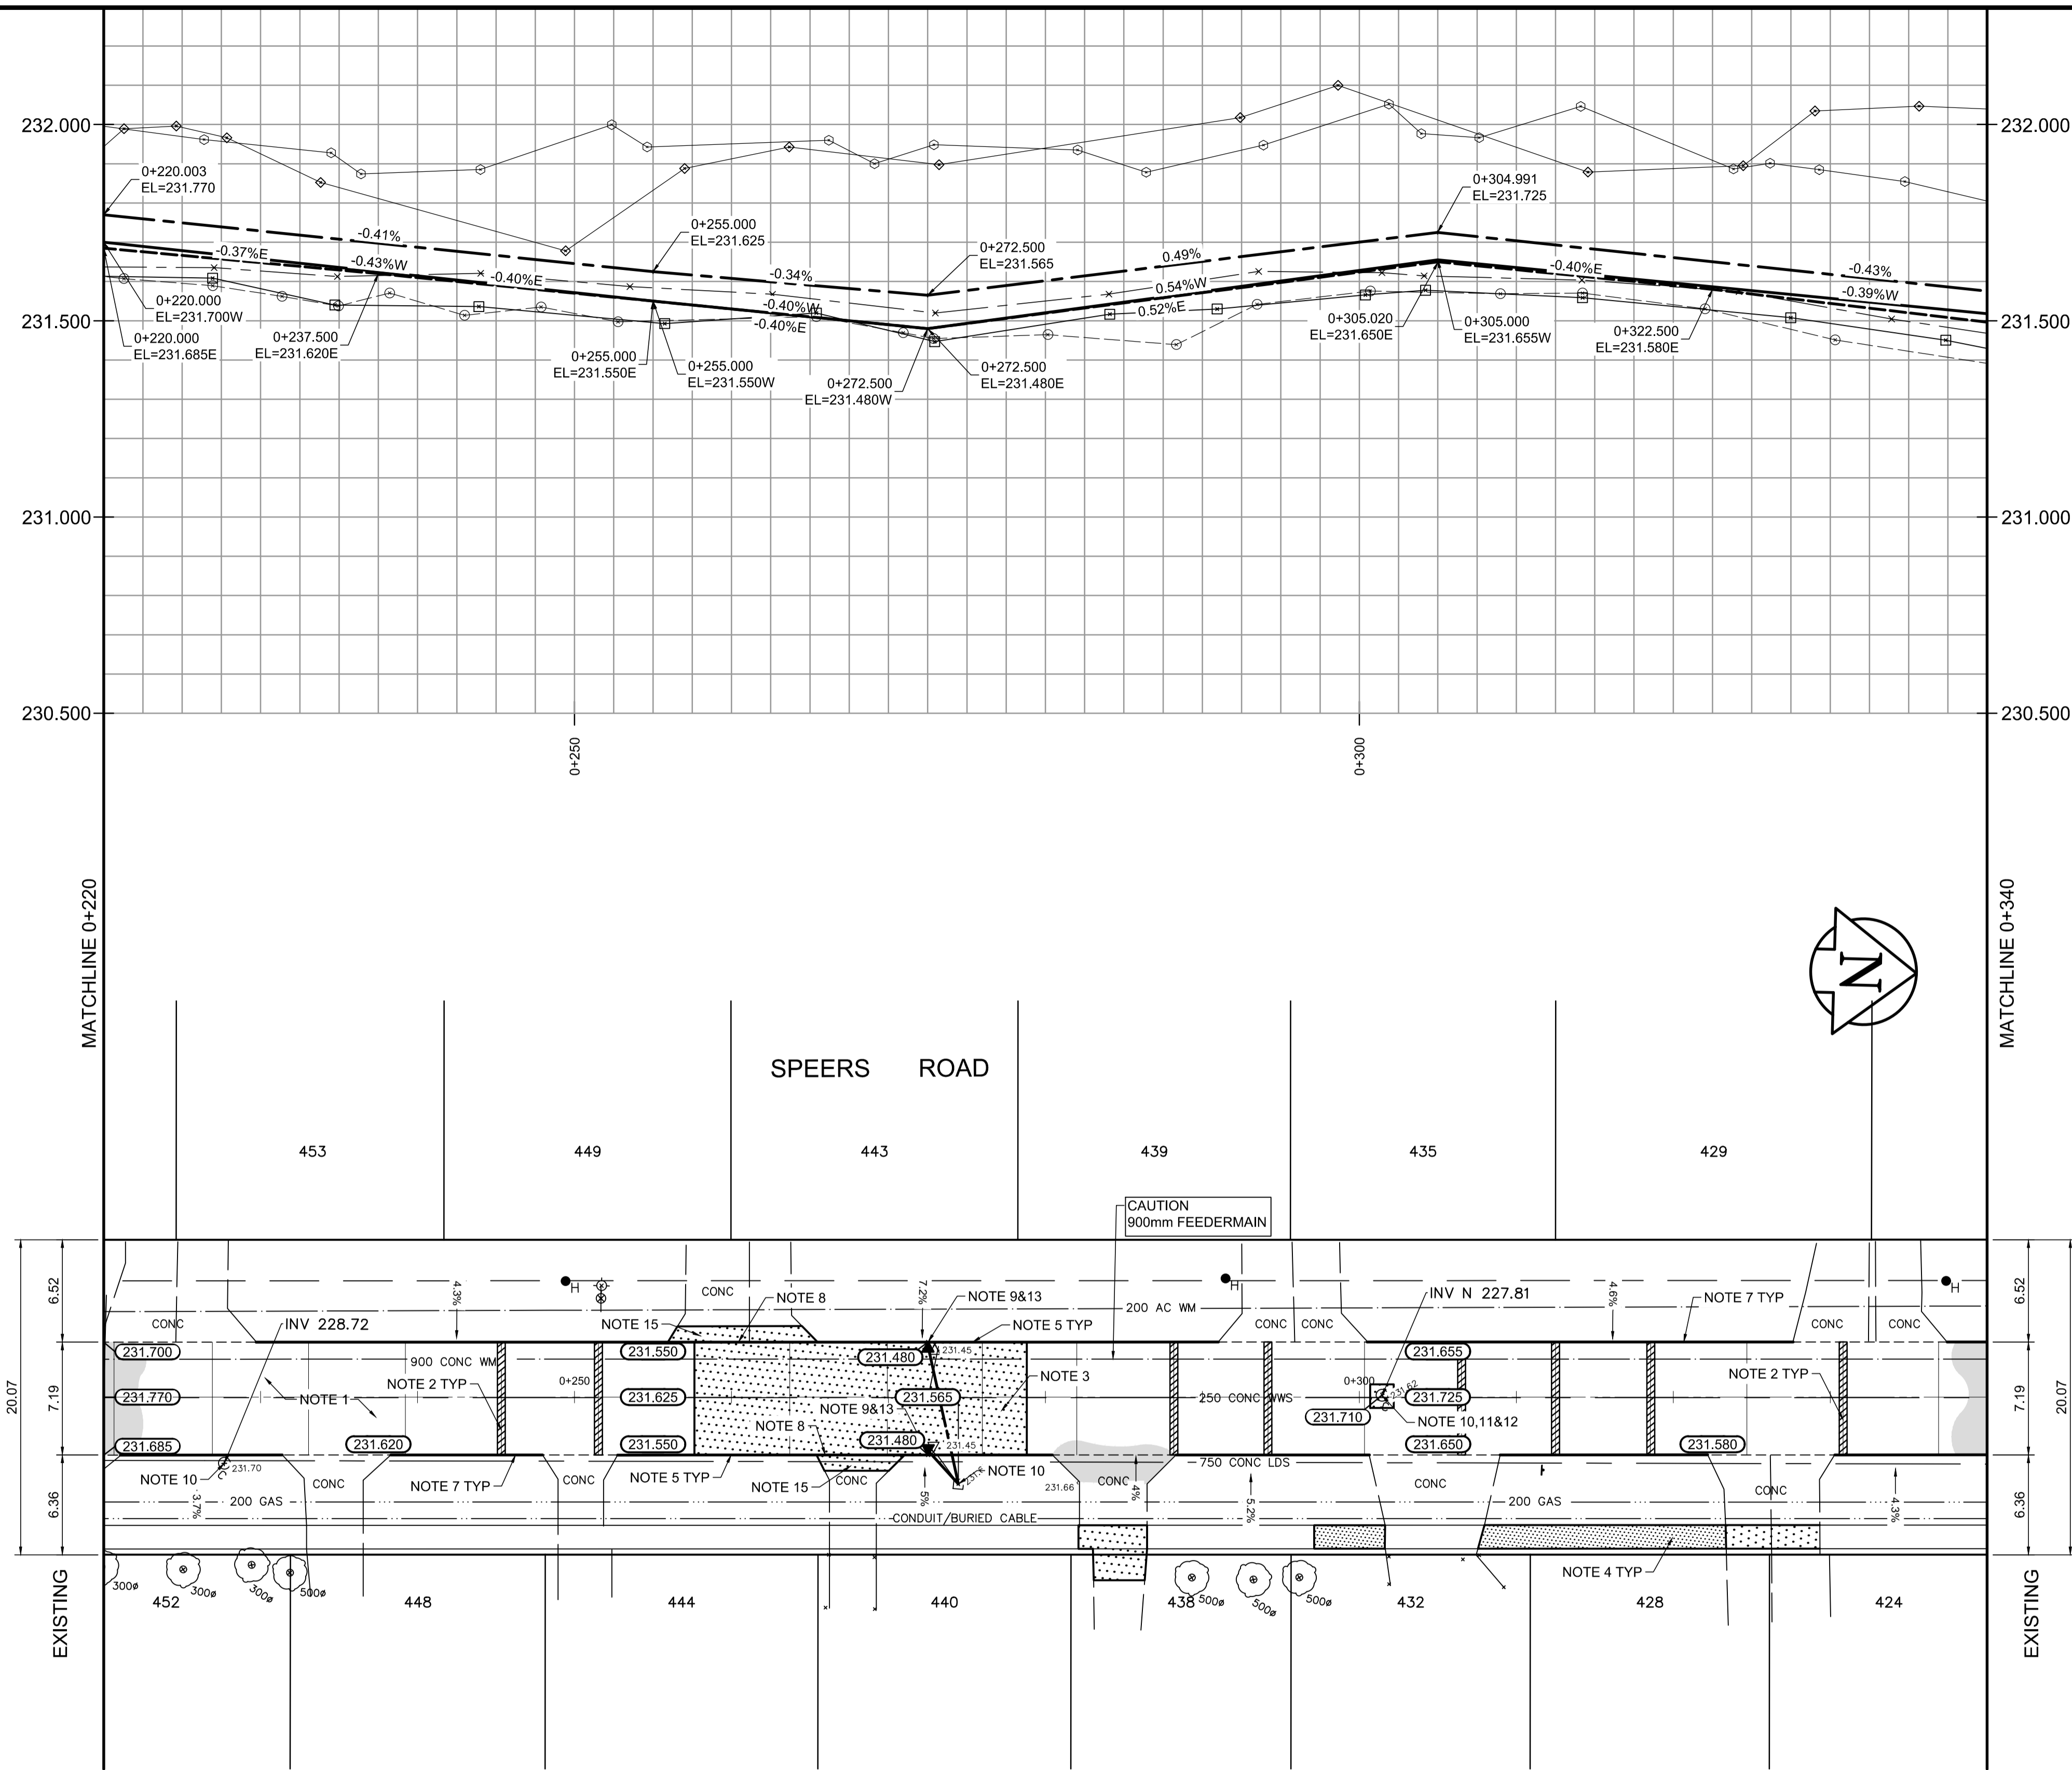 232.000
232.000
0+220.003
EL=231.770
0+304.991
EL=231.725
0+255.000
EL=231.625
0+272.500
EL=231.565
-0.41%
-0.37%E
-0.43%W
-0.40%E
-0.34%
-0.40%W
-0.40%E
0.49%
0.54%W
0.52%E
-0.40%E
-0.43%
-0.39%W
231.500
231.500
0+220.000
EL=231.700W
0+220.000
EL=231.685E
0+237.500
EL=231.620E
0+255.000
EL=231.550E
0+255.000
EL=231.550W
0+272.500
EL=231.480W
0+272.500
EL=231.480E
0+305.020
EL=231.650E
0+305.000
EL=231.655W
0+322.500
EL=231.580E
231.000
231.000
230.500
230.500
0+250
0+300
MATCHLINE 0+220
MATCHLINE 0+340
N
SPEERS ROAD
453
449
443
439
435
429
CAUTION
900mm FEEDERMAIN
20.07
6.52
7.19
6.36
6.52
7.19
6.36
20.07
CONC
INV 228.72
4.3%
H
NOTE 15
CONC
NOTE 8
7.2%
NOTE 9&13
NOTE 5 TYP
200 AC WM
H
CONC
CONC
INV N 227.81
4.6%
NOTE 7 TYP
CONC
CONC
H
231.700
900 CONC WM
231.550
231.480
231.45
231.655
231.770
NOTE 1
NOTE 2 TYP
0+250
231.625
231.565
NOTE 3
250 CONC WWS
0+300
231.62
231.725
NOTE 2 TYP
NOTE 9&13
NOTE 8
231.710
NOTE 10,11&12
231.685
231.620
231.550
231.480
231.45
231.650
231.580
NOTE 10
C
231.70
3.7%
CONC
NOTE 7 TYP
CONC
NOTE 5 TYP
NOTE 15
CONC
5%
NOTE 10
231.66
CONC
4%
750 CONC LDS
5.2%
CONC
CONC
4.3%
200 GAS
200 GAS
CONDUIT/BURIED CABLE
NOTE 4 TYP
300ø
300ø
300ø
500ø
500ø
500ø
500ø
452
448
444
440
438
432
428
424
EXISTING
EXISTING